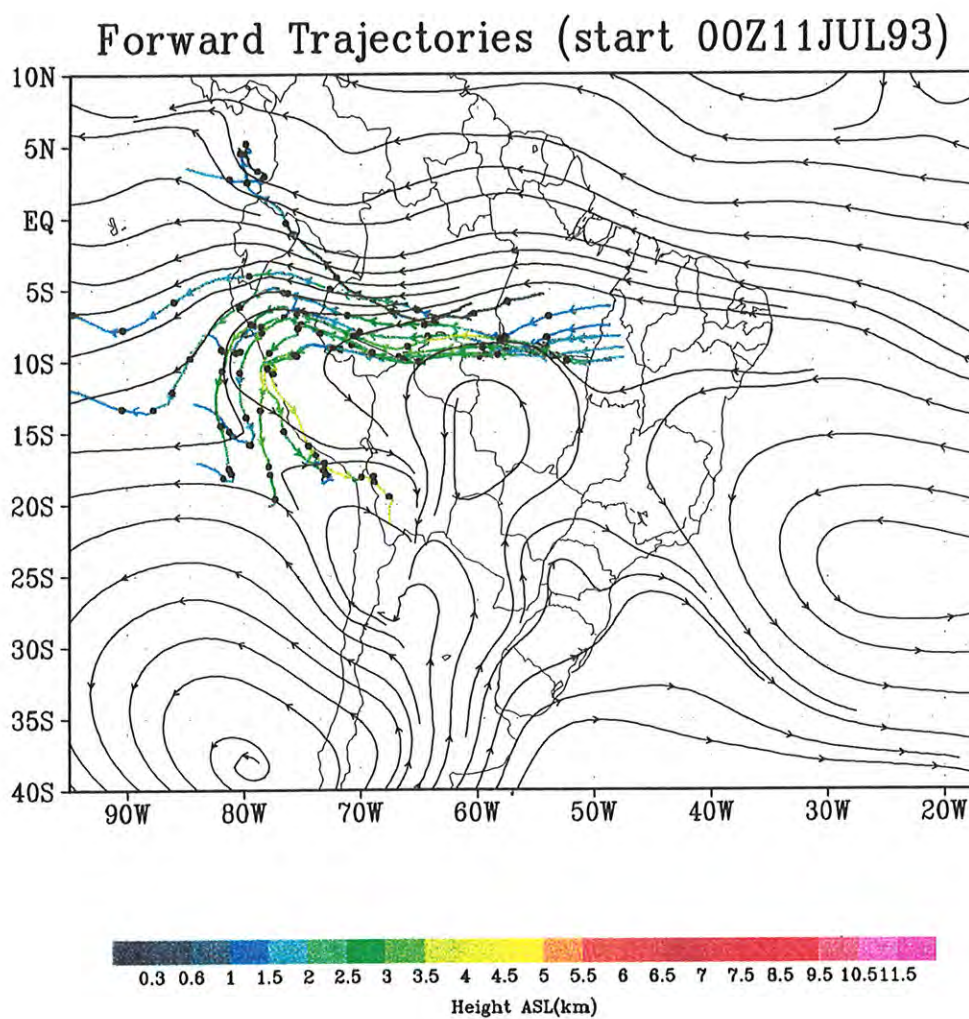 Forward Trajectories (start 00Z11JUL93)
10N
5N
EQ
5S
10S
15S
20S
25S
30S
35S
40S
90W 80W 70W 60W 50W 40W 30W 20W
0.3 0.6 1 1.5 2 2.5 3 3.5 4 4.5 5 5.5 6 6.5 7 7.5 8.5 9.5 10.5 11.5
Height ASL(km)